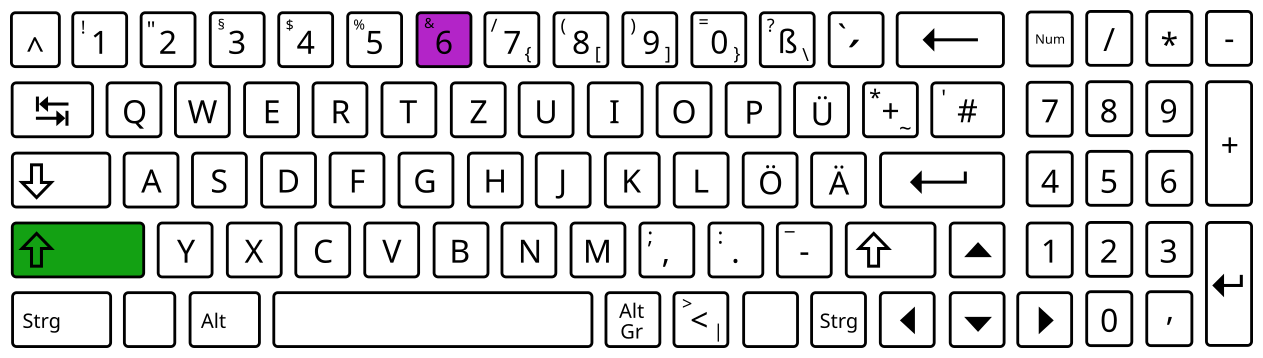 ^ ! 1 " 2 § 3 $ 4 % 5 & 6 / 7 { ( 8 [ ) 9 ] = 0 } ? ß \ ` ´ Num / * -
Q W E R T Z U I O P Ü * + ~ ' # 7 8 9 +
A S D F G H J K L Ö Ä 4 5 6
Y X C V B N M ; , : . _ - 1 2 3
Strg Alt Alt Gr > < | Strg 0 ,